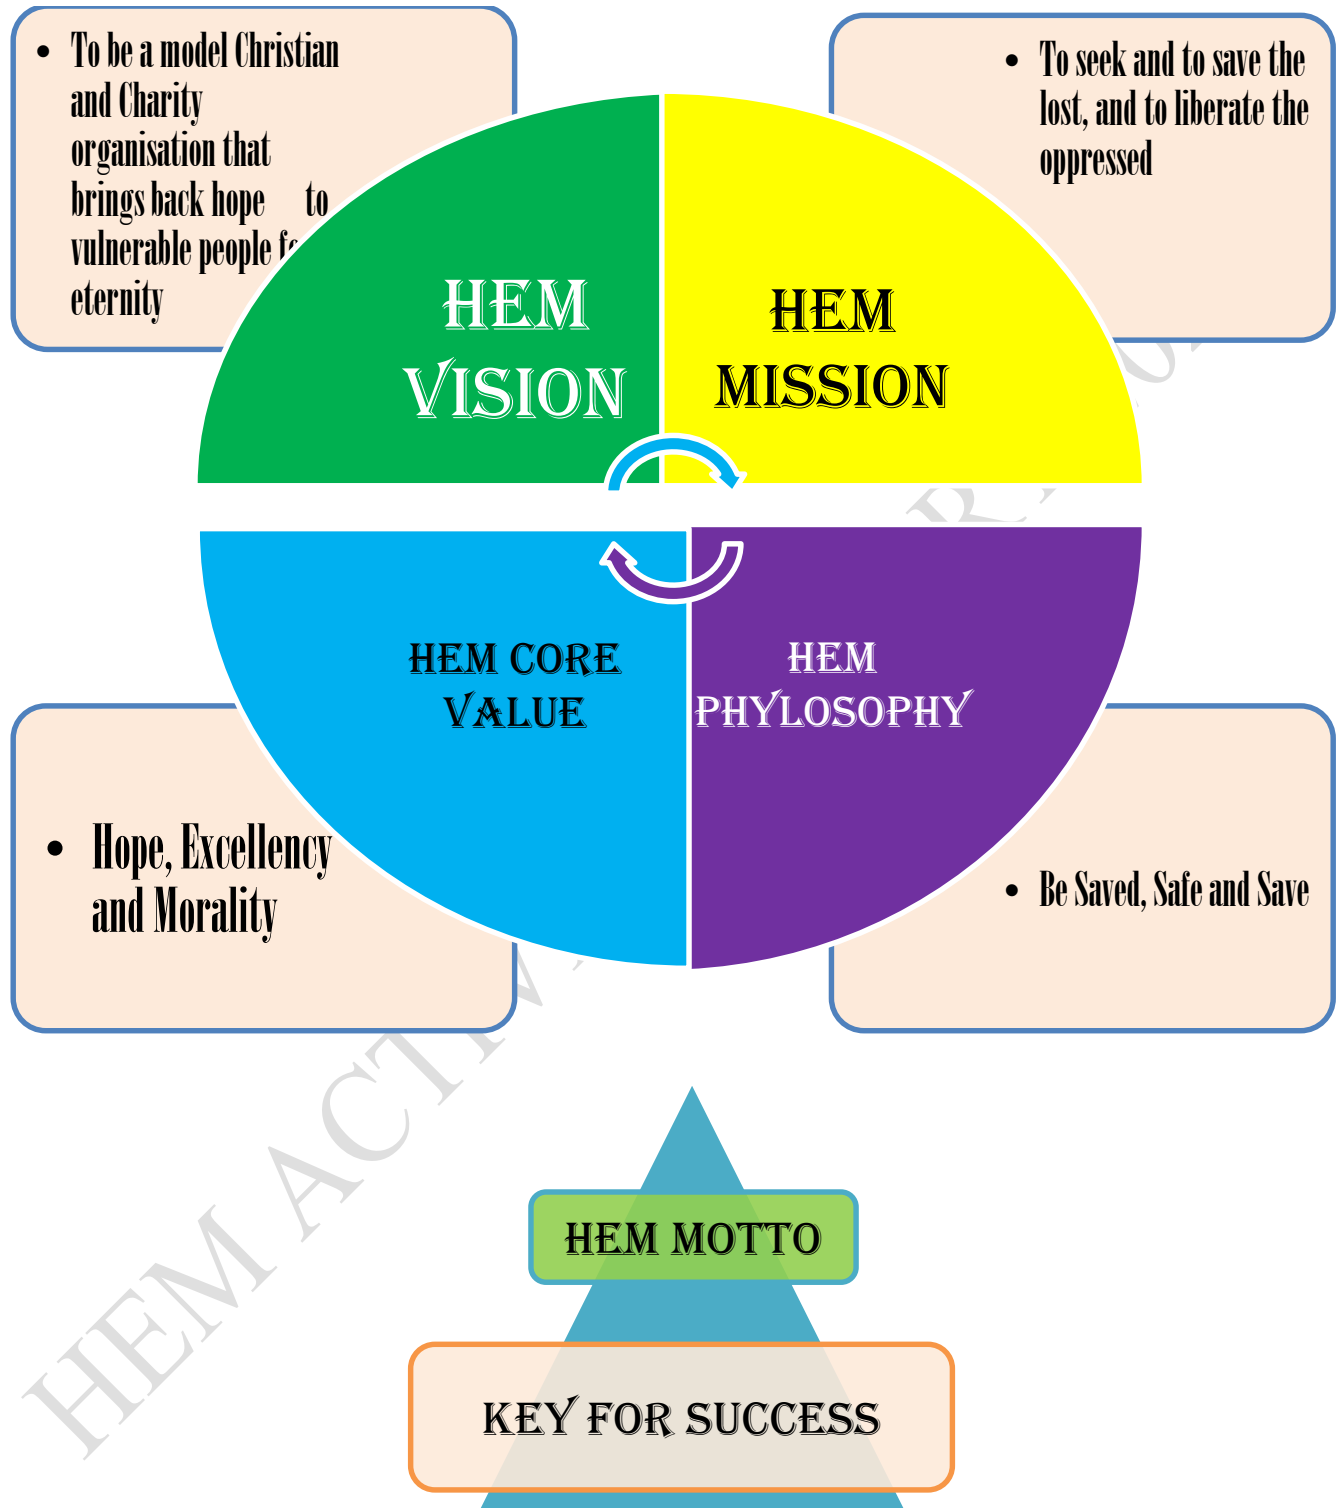 • To be a model Christian
and Charity
organisation that
brings back hope to
vulnerable people
eternity
• To seek and to save the
lost, and to liberate the
oppressed
HEM
VISION
HEM
MISSION
HEM CORE
VALUE
HEM
PHYLOSOPHY
• Hope, Excellency
and Morality
• Be Saved, Safe and Save
HEM MOTTO
KEY FOR SUCCESS
HEM